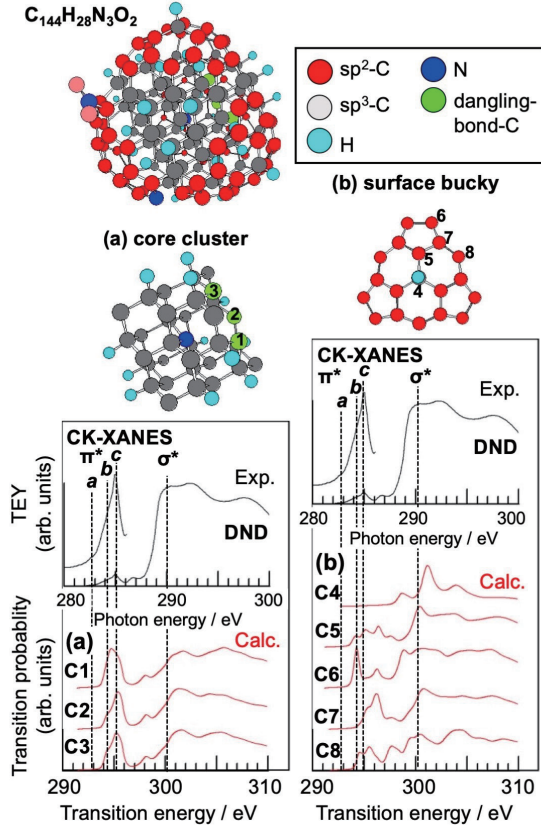 C144H28N3O2
sp2-C
N
sp3-C
dangling-
bond-C
H
(b) surface bucky
6
7
5
8
4
(a) core cluster
3
2
1
CK-XANES
π*
a
b
c
σ*
Exp.
DND
280
290
300
Photon energy / eV
CK-XANES
π*
a
b
c
σ*
Exp.
DND
TEY
(arb. units)
280
290
300
Photon energy / eV
(a)
Calc.
C1
C2
C3
Transition probablity
(arb. units)
290
300
310
Transition energy / eV
(b)
Calc.
C4
C5
C6
C7
C8
290
300
310
Transition energy / eV